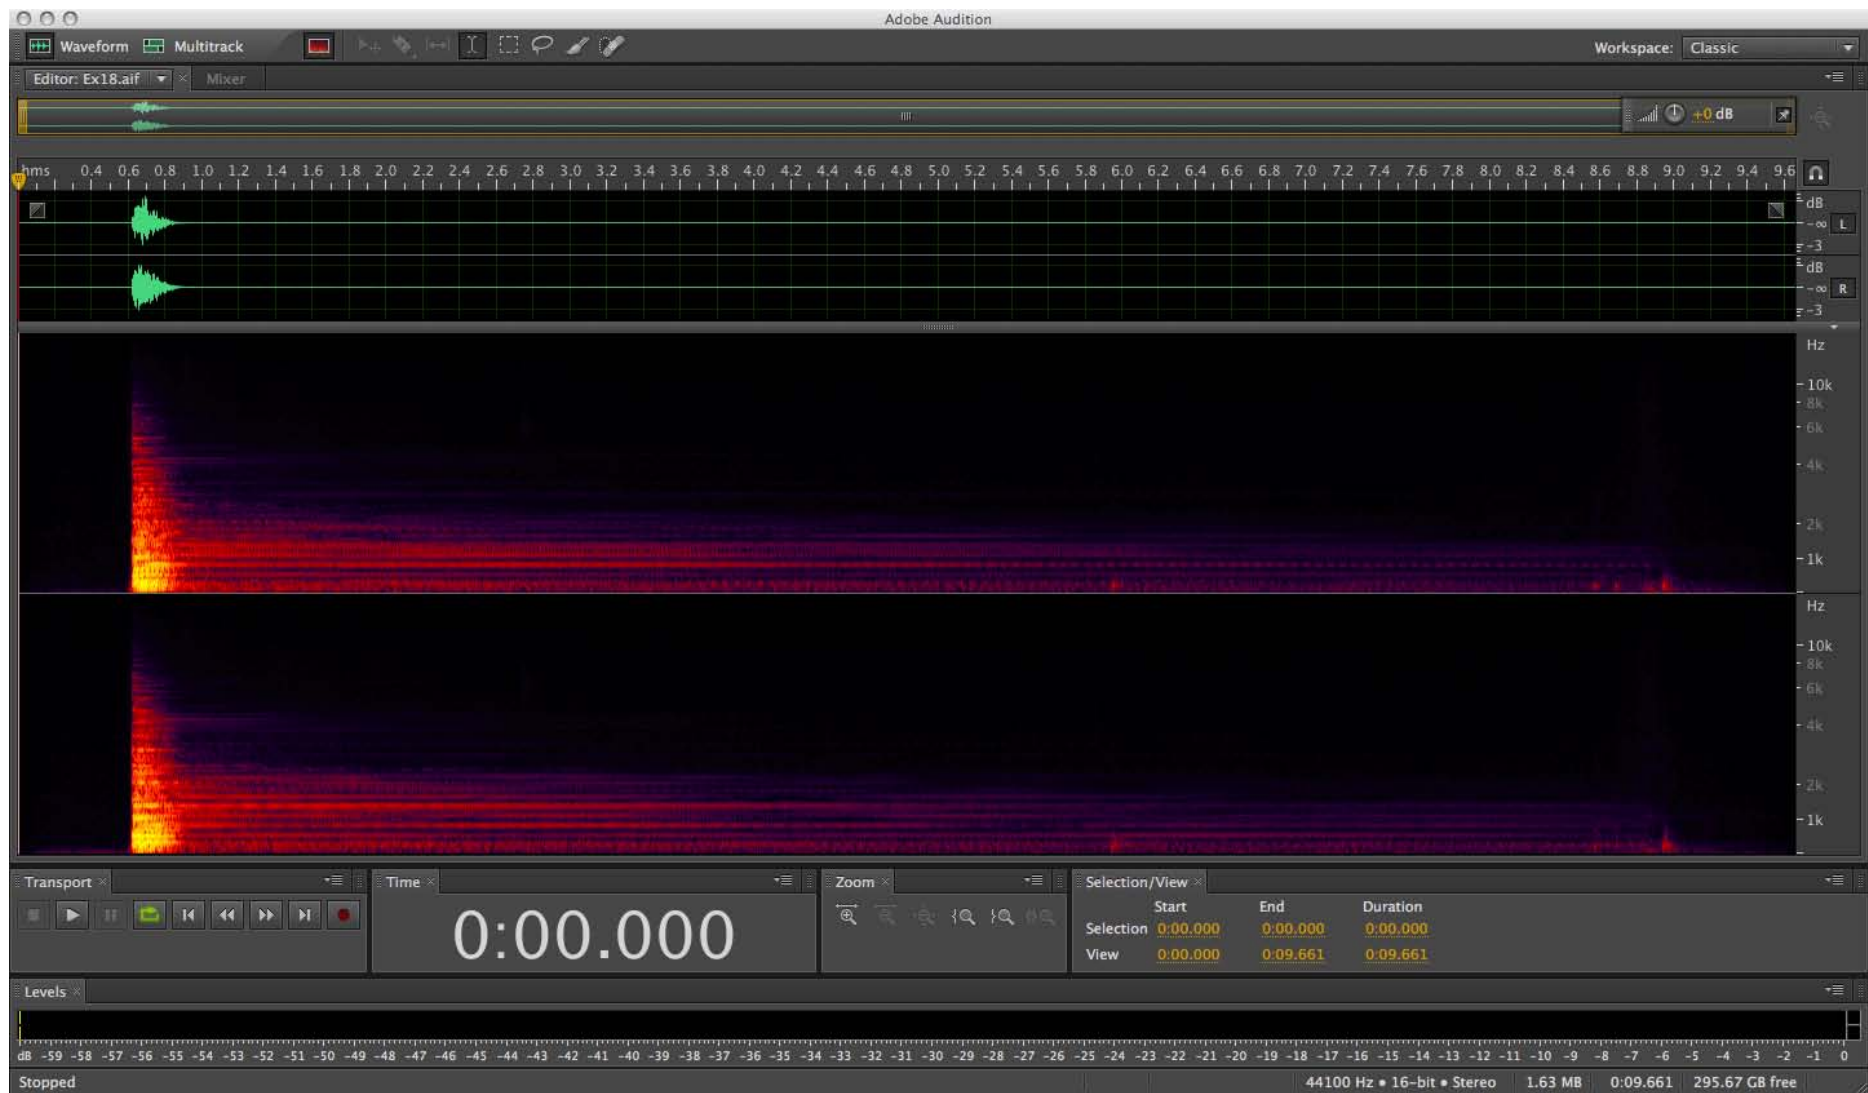 Adobe Audition
Waveform Multitrack Workspace: Classic
Editor: Ex18.aif Mixer
+0 dB
hms 0.4 0.6 0.8 1.0 1.2 1.4 1.6 1.8 2.0 2.2 2.4 2.6 2.8 3.0 3.2 3.4 3.6 3.8 4.0 4.2 4.4 4.6 4.8 5.0 5.2 5.4 5.6 5.8 6.0 6.2 6.4 6.6 6.8 7.0 7.2 7.4 7.6 7.8 8.0 8.2 8.4 8.6 8.8 9.0 9.2 9.4 9.6
dB
-∞ L
-3
dB
-∞ R
-3
Hz
10k
8k
6k
4k
2k
1k
Hz
10k
8k
6k
4k
2k
1k
Transport Time Zoom Selection/View
Start End Duration
0:00.000
Selection 0:00.000 0:00.000 0:00.000
View 0:00.000 0:09.661 0:09.661
Levels
dB -59 -58 -57 -56 -55 -54 -53 -52 -51 -50 -49 -48 -47 -46 -45 -44 -43 -42 -41 -40 -39 -38 -37 -36 -35 -34 -33 -32 -31 -30 -29 -28 -27 -26 -25 -24 -23 -22 -21 -20 -19 -18 -17 -16 -15 -14 -13 -12 -11 -10 -9 -8 -7 -6 -5 -4 -3 -2 -1 0
Stopped 44100 Hz • 16-bit • Stereo 1.63 MB 0:09.661 295.67 GB free